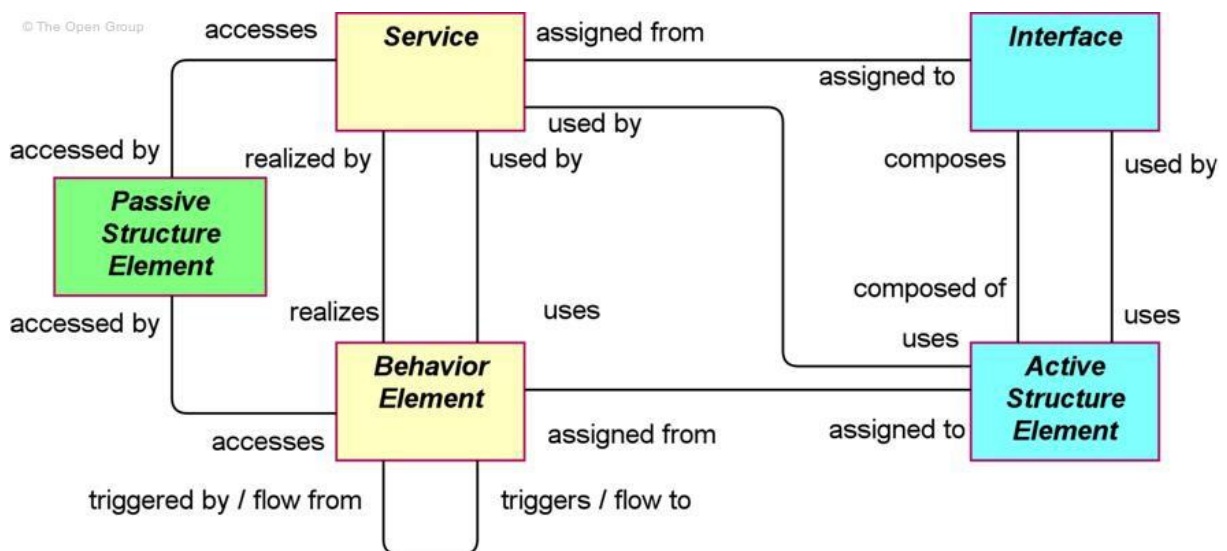 © The Open Group
accesses
Service
assigned from
Interface
assigned to
used by
accessed by
realized by
used by
composes
used by
Passive
Structure
Element
composed of
accessed by
realizes
uses
uses
uses
Behavior
Element
Active
Structure
Element
accesses
assigned from
assigned to
triggered by / flow from
triggers / flow to